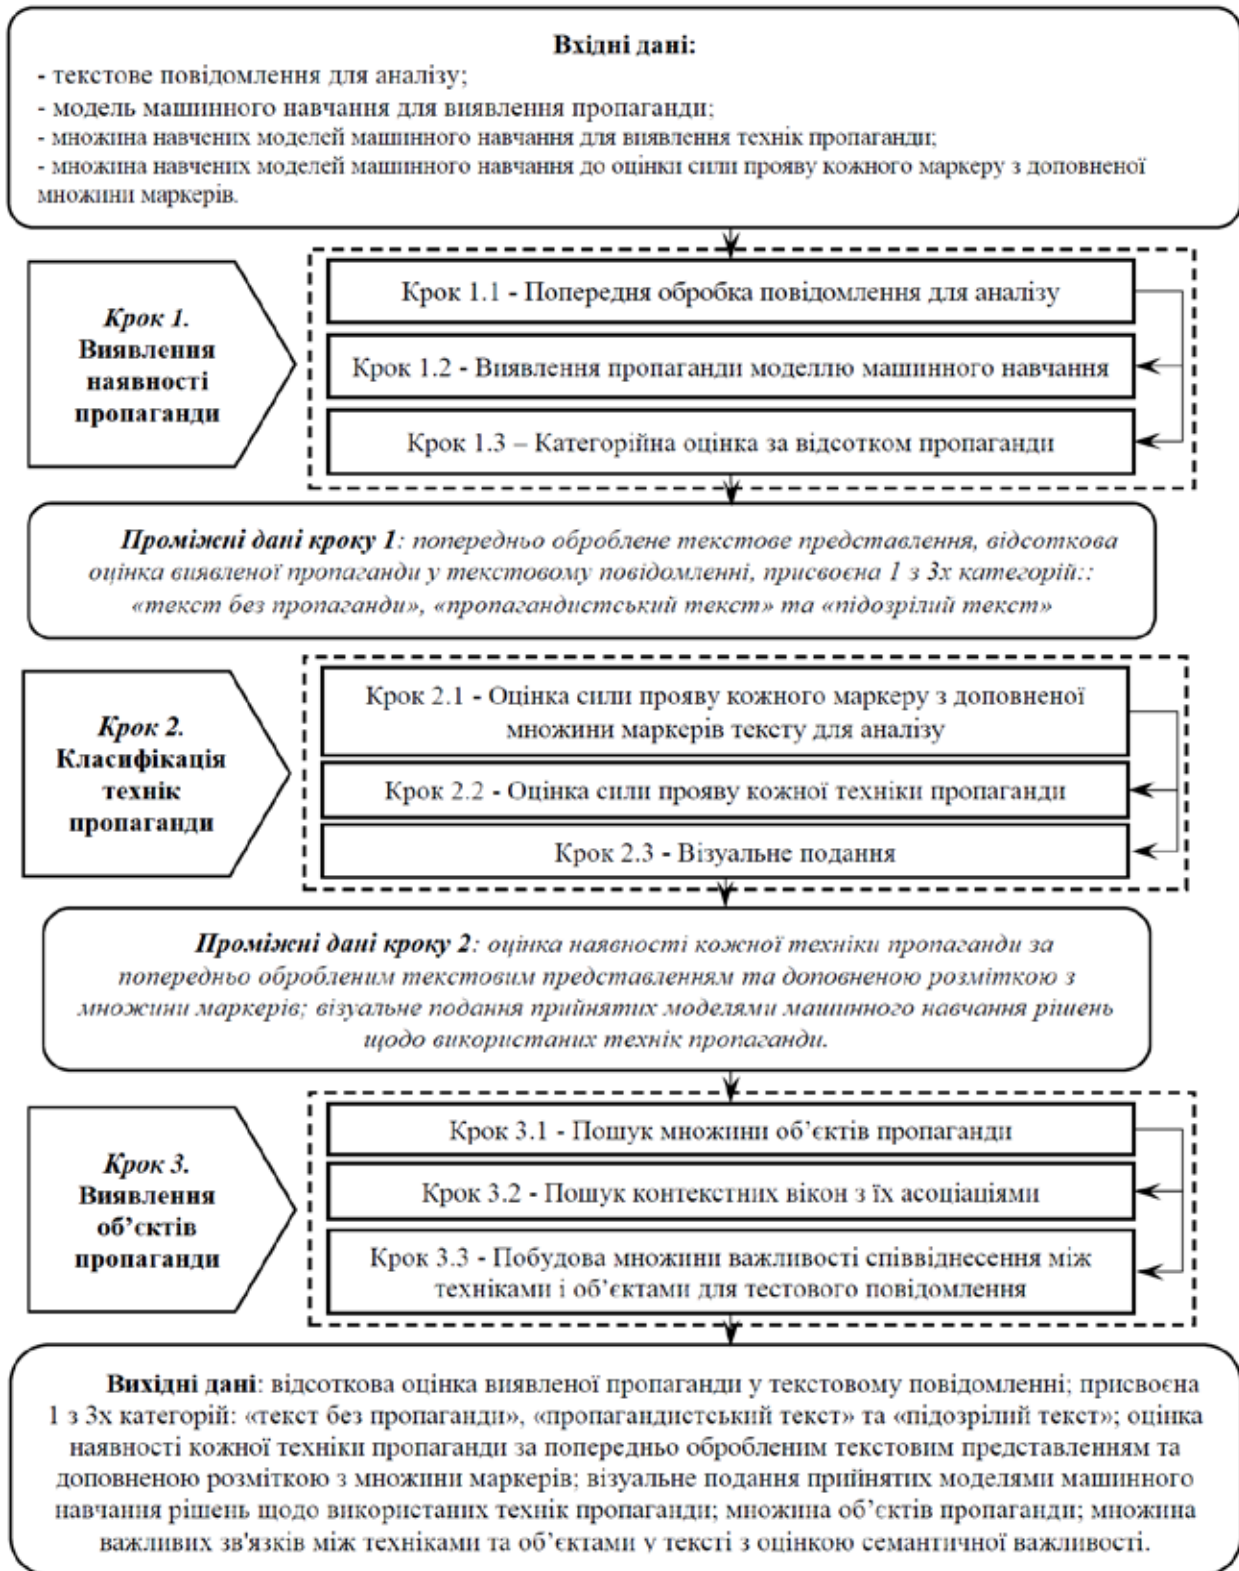 Вхідні дані:
- текстове повідомлення для аналізу;
- модель машинного навчання для виявлення пропаганди;
- множина навчених моделей машинного навчання для виявлення технік пропаганди;
- множина навчених моделей машинного навчання до оцінки сили прояву кожного маркеру з доповненої
множини маркерів.
Крок 1.
Виявлення
наявності
пропаганди
Крок 1.1 - Попередня обробка повідомлення для аналізу
Крок 1.2 - Виявлення пропаганди моделлю машинного навчання
Крок 1.3 – Категорійна оцінка за відсотком пропаганди
Проміжні дані кроку 1: попередньо оброблене текстове представлення, відсоткова
оцінка виявленої пропаганди у текстовому повідомленні, присвоєна 1 з 3х категорій::
«текст без пропаганди», «пропагандистський текст» та «підозрілий текст»
Крок 2.
Класифікація
технік
пропаганди
Крок 2.1 - Оцінка сили прояву кожного маркеру з доповненої
множини маркерів тексту для аналізу
Крок 2.2 - Оцінка сили прояву кожної техніки пропаганди
Крок 2.3 - Візуальне подання
Проміжні дані кроку 2: оцінка наявності кожної техніки пропаганди за
попередньо обробленим текстовим представленням та доповненою розміткою з
множини маркерів; візуальне подання прийнятих моделями машинного навчання рішень
щодо використаних технік пропаганди.
Крок 3.
Виявлення
об’єктів
пропаганди
Крок 3.1 - Пошук множини об’єктів пропаганди
Крок 3.2 - Пошук контекстних вікон з їх асоціаціями
Крок 3.3 - Побудова множини важливості співвіднесення між
техніками і об’єктами для тестового повідомлення
Вихідні дані: відсоткова оцінка виявленої пропаганди у текстовому повідомленні; присвоєна
1 з 3х категорій: «текст без пропаганди», «пропагандистський текст» та «підозрілий текст»; оцінка
наявності кожної техніки пропаганди за попередньо обробленим текстовим представленням та
доповненою розміткою з множини маркерів; візуальне подання прийнятих моделями машинного
навчання рішень щодо використаних технік пропаганди; множина об’єктів пропаганди; множина
важливих зв'язків між техніками та об’єктами у тексті з оцінкою семантичної важливості.